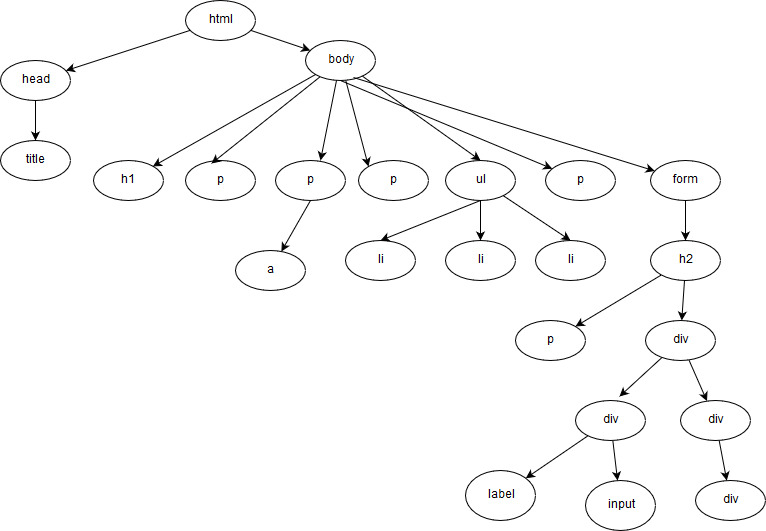 html
body
head
title
h1
p
p
p
ul
p
form
a
li
li
li
h2
p
div
div
div
label
input
div